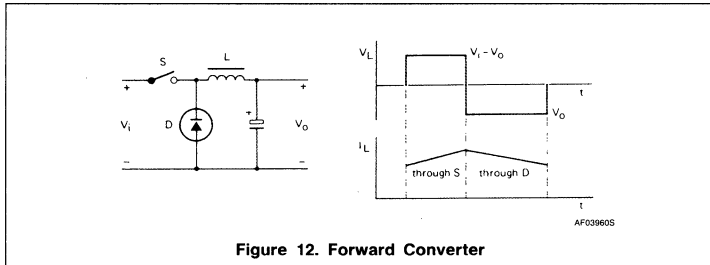 S
L
+
+
+
Vi
D
Vo
−
−
VL
Vi − Vo
t
Vo
IL
through S
through D
t
AF03960S
Figure 12. Forward Converter